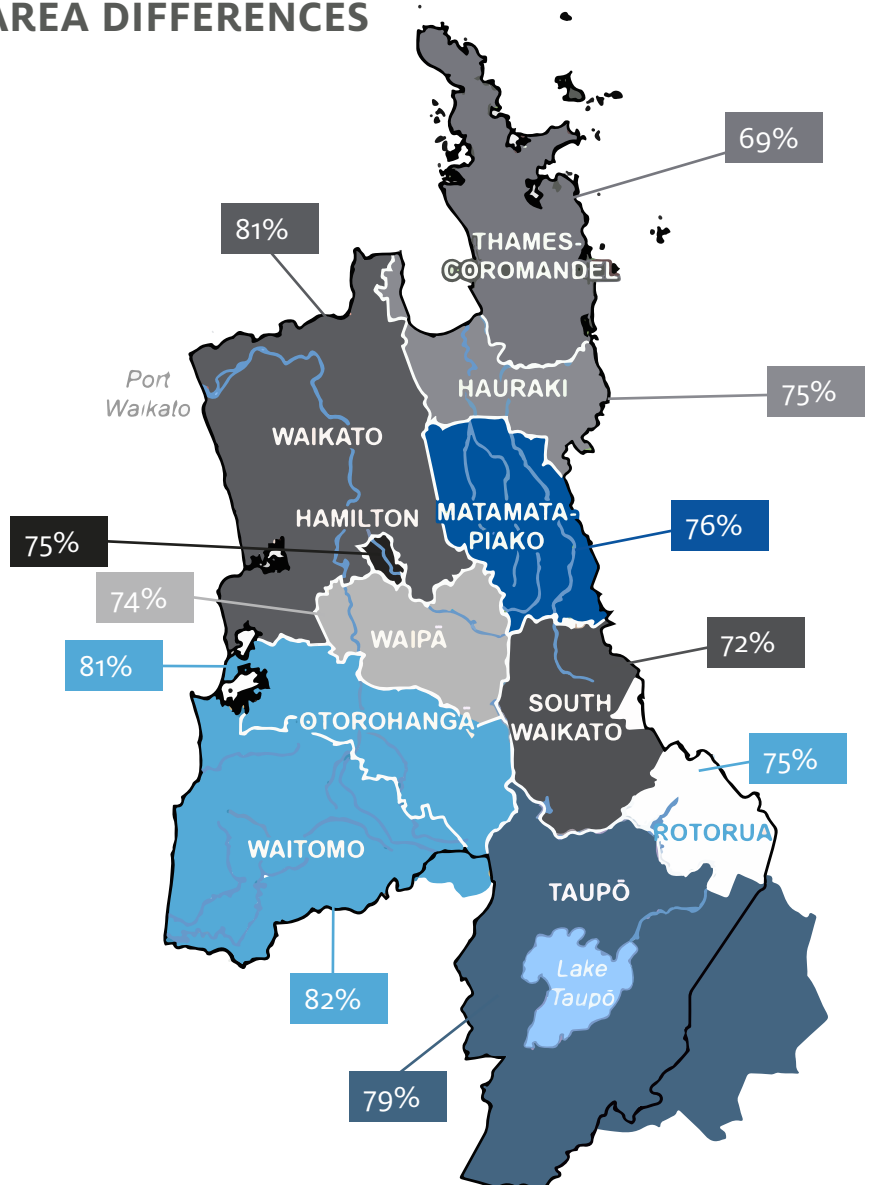 AREA DIFFERENCES
69%
81%
THAMES-
COROMANDEL
Port
Waikato
HAURAKI
75%
WAIKATO
HAMILTON
MATAMATA-
PIAKO
76%
75%
74%
WAIPĀ
72%
81%
SOUTH
WAIKATO
OTOROHANGĀ
75%
ROTORUA
WAITOMO
TAUPŌ
Lake
Taupō
82%
79%